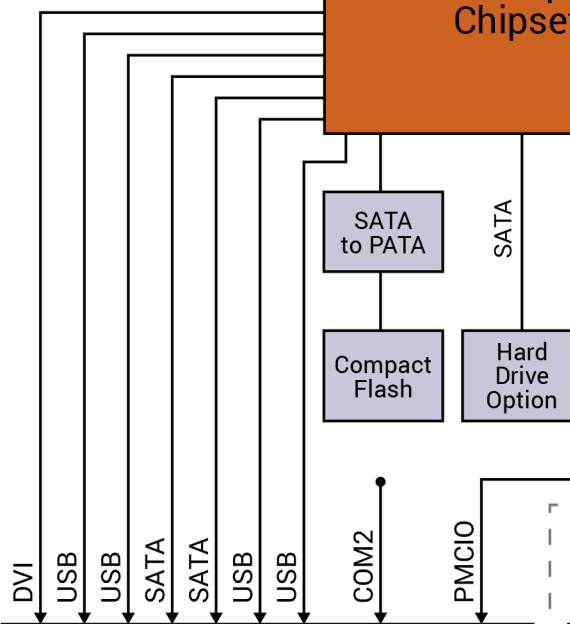 Chipset
SATA
to PATA
SATA
Compact
Flash
Hard
Drive
Option
DVI
USB
USB
SATA
SATA
USB
USB
COM2
PMCIO